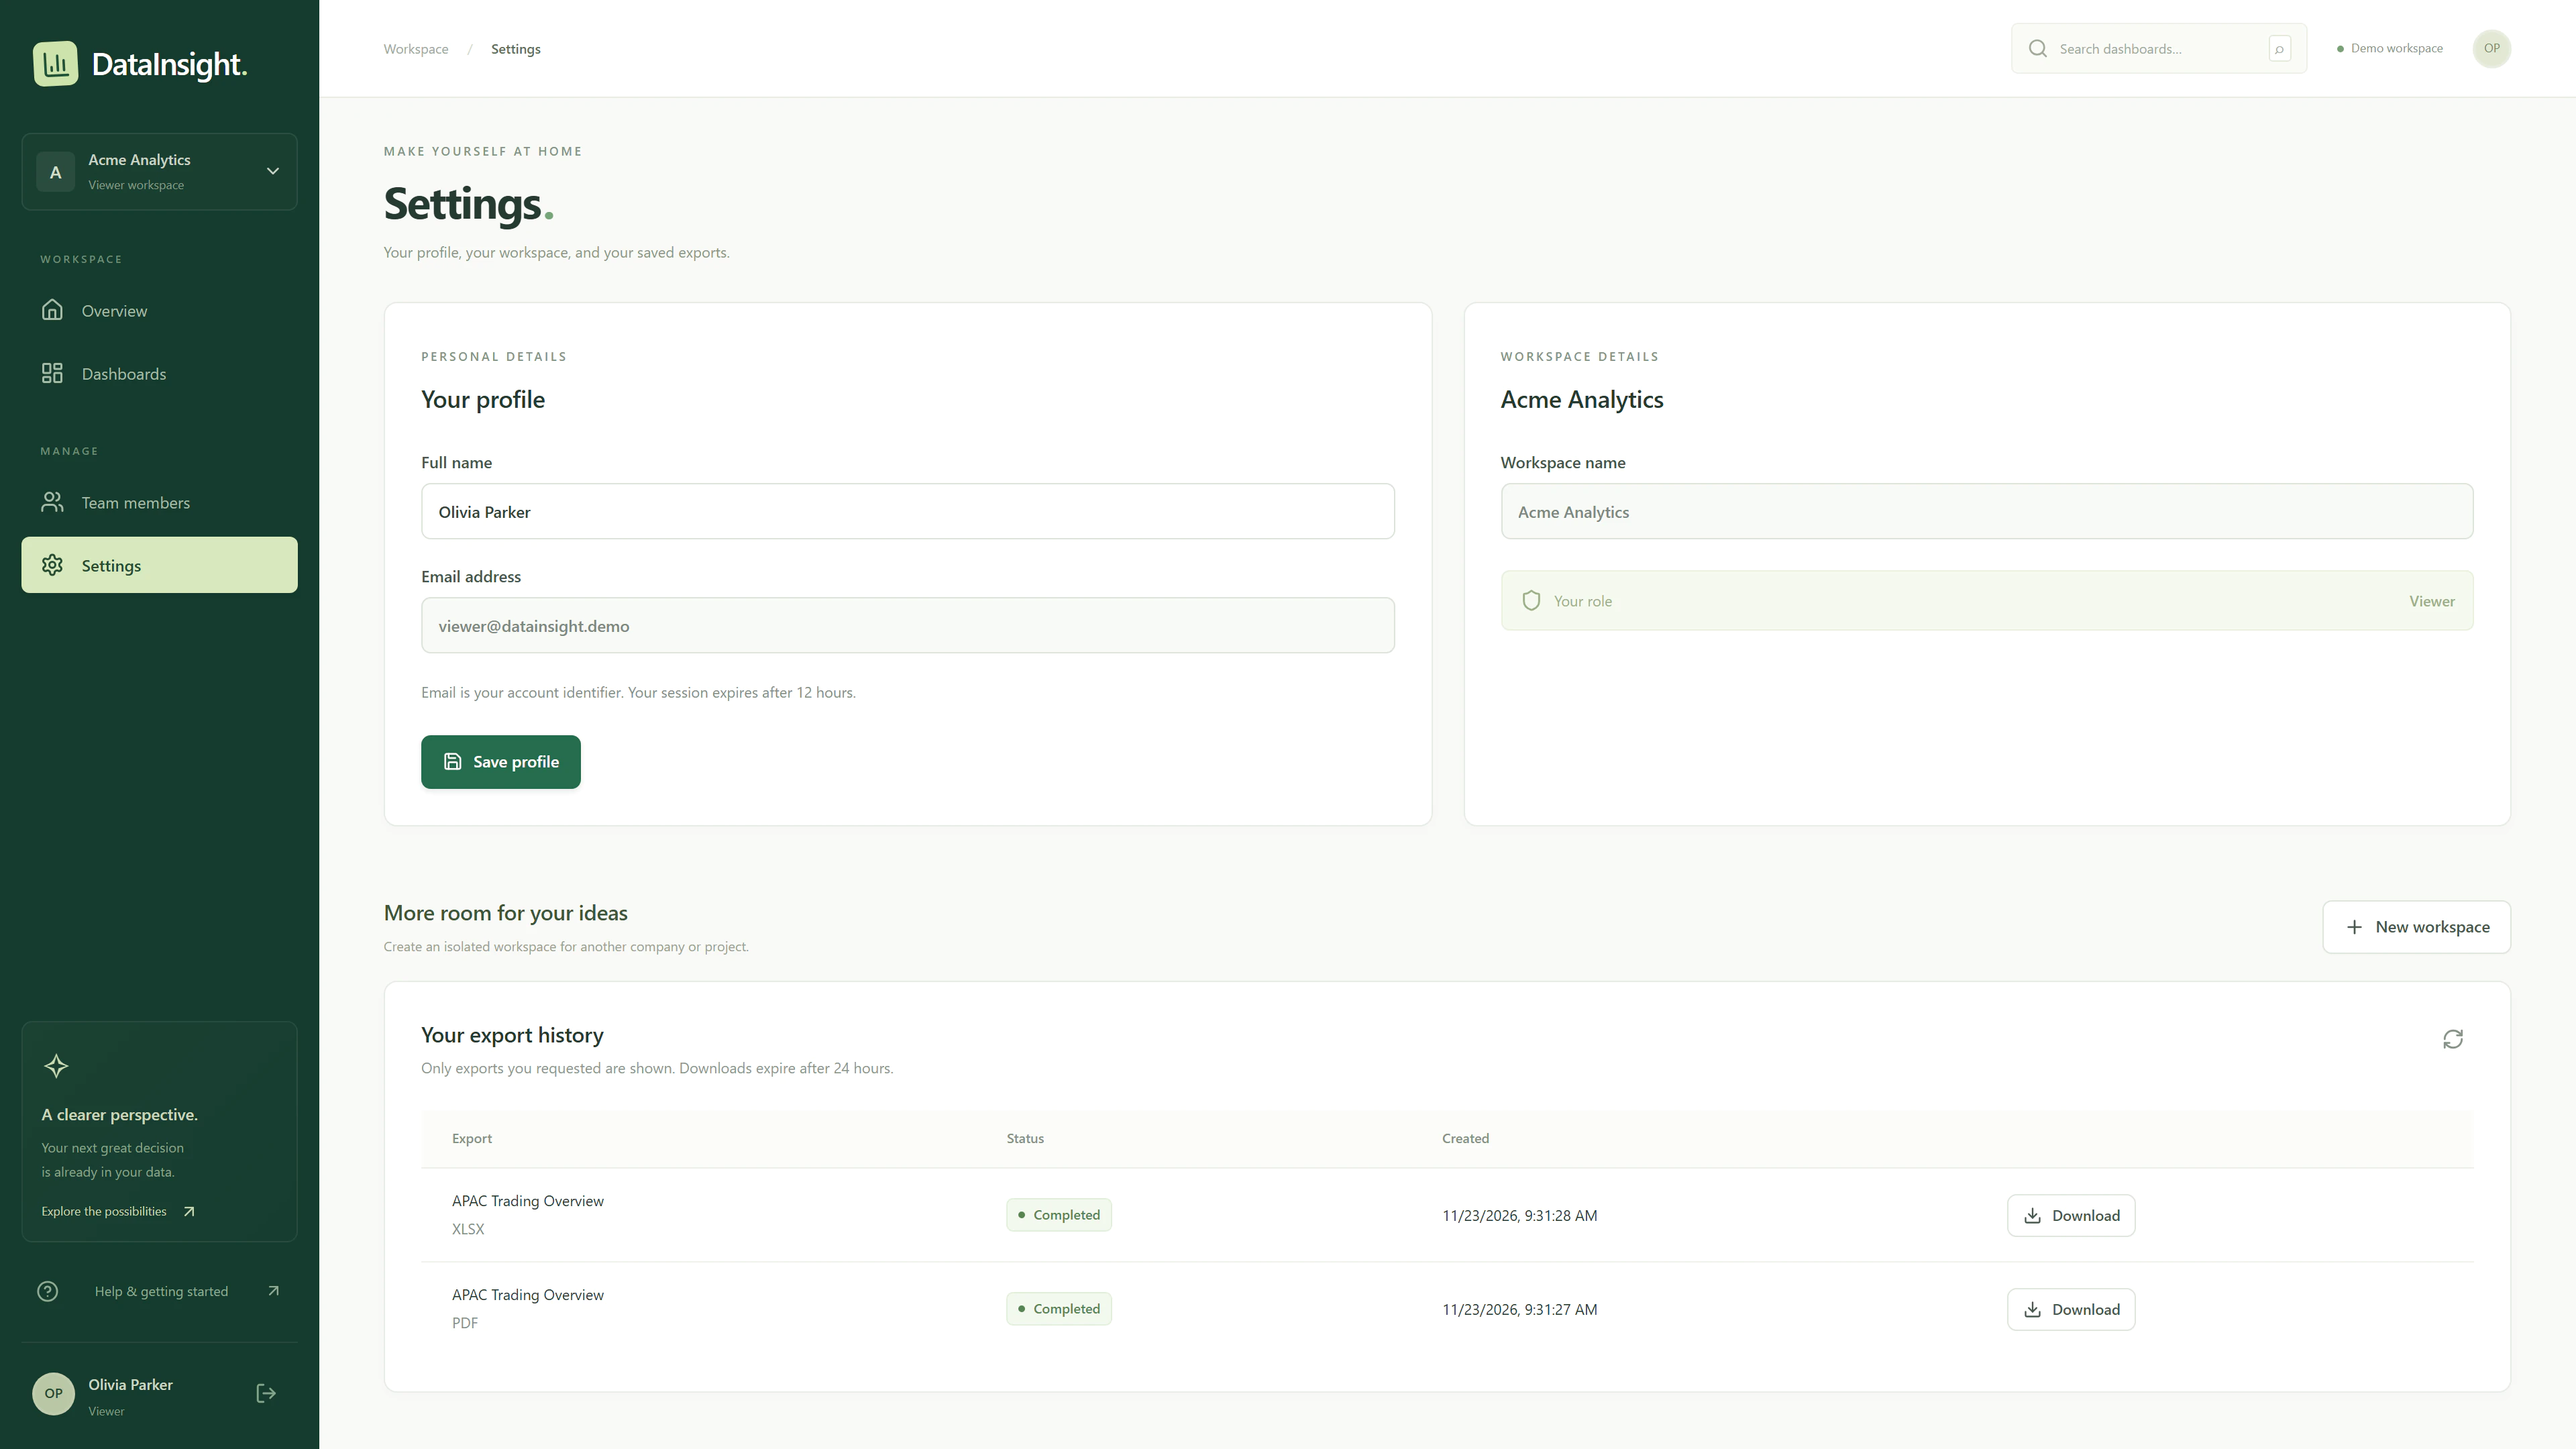 DataInsight.
A
Acme Analytics
Viewer workspace
WORKSPACE
Overview
Dashboards
MANAGE
Team members
Settings
A clearer perspective.
Your next great decision
is already in your data.
Explore the possibilities
Help & getting started
OP
Olivia Parker
Viewer
Workspace / Settings
Search dashboards...
Demo workspace
OP
MAKE YOURSELF AT HOME
Settings.
Your profile, your workspace, and your saved exports.
PERSONAL DETAILS
Your profile
Full name
Olivia Parker
Email address
viewer@datainsight.demo
Email is your account identifier. Your session expires after 12 hours.
Save profile
WORKSPACE DETAILS
Acme Analytics
Workspace name
Acme Analytics
Your role Viewer
More room for your ideas
Create an isolated workspace for another company or project.
New workspace
Your export history
Only exports you requested are shown. Downloads expire after 24 hours.
Export Status Created
APAC Trading Overview
XLSX
Completed
11/23/2026, 9:31:28 AM
Download
APAC Trading Overview
PDF
Completed
11/23/2026, 9:31:27 AM
Download